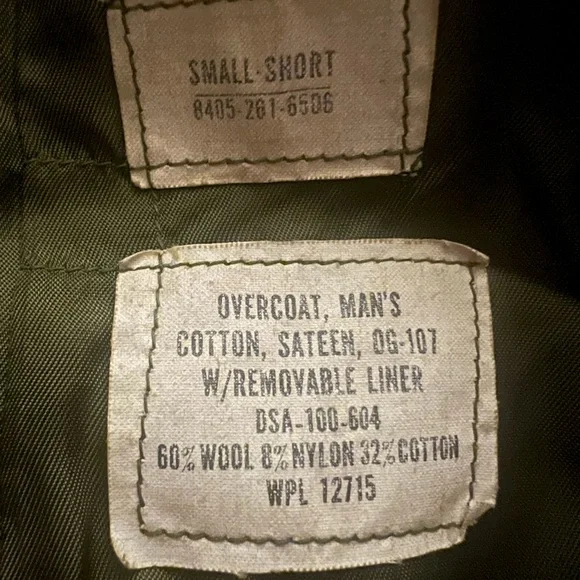 SMALL-SHORT
8405-261-6506
OVERCOAT, MAN'S
COTTON, SATEEN, OG-107
W/REMOVABLE LINER
DSA-100-604
60% WOOL 8% NYLON 32% COTTON
WPL 12715